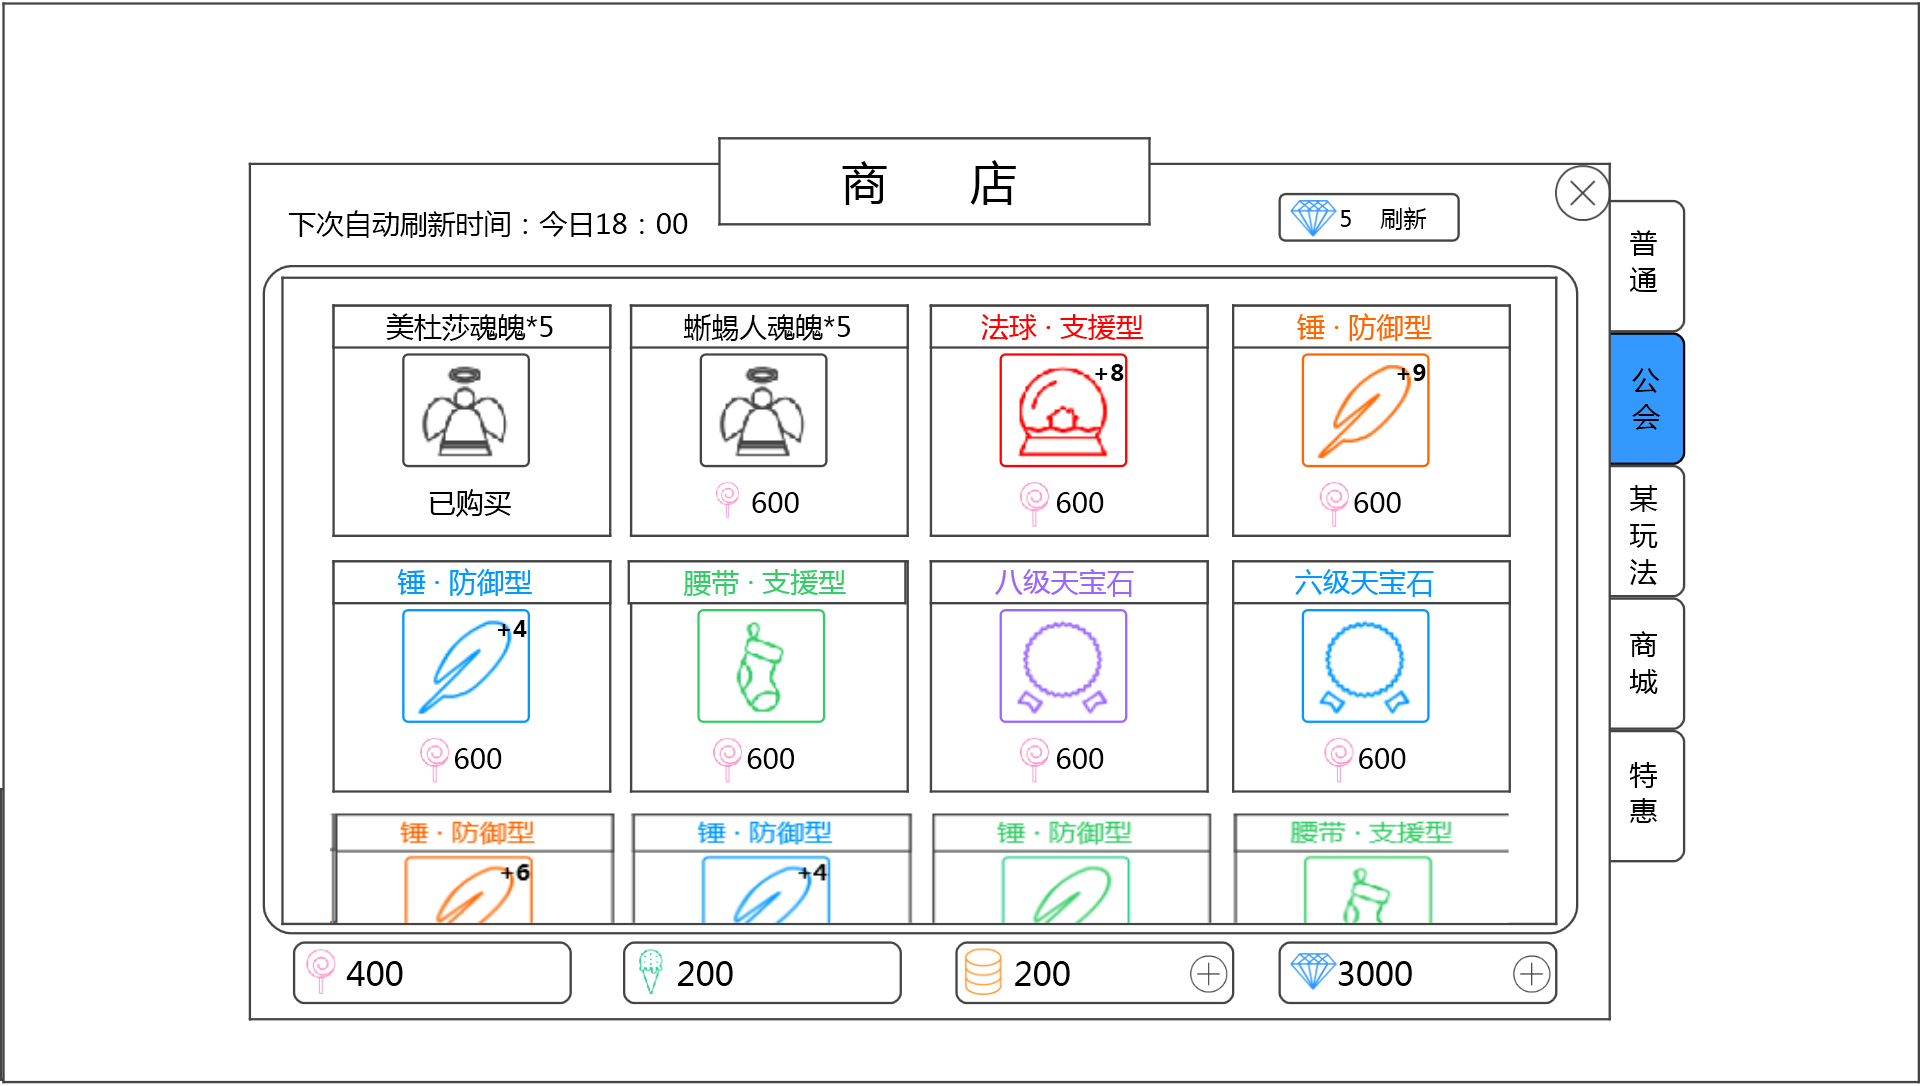 商 店
下次自动刷新时间：今日18：00
5 刷新
美杜莎魂魄*5
蜥蜴人魂魄*5
法球 · 支援型
锤 · 防御型
+8
+9
已购买
600
600
600
锤 · 防御型
腰带 · 支援型
八级天宝石
六级天宝石
+4
600
600
600
600
锤 · 防御型
锤 · 防御型
锤 · 防御型
腰带 · 支援型
+6
+4
400
200
200
3000
普通
公会
某玩法
商城
特惠